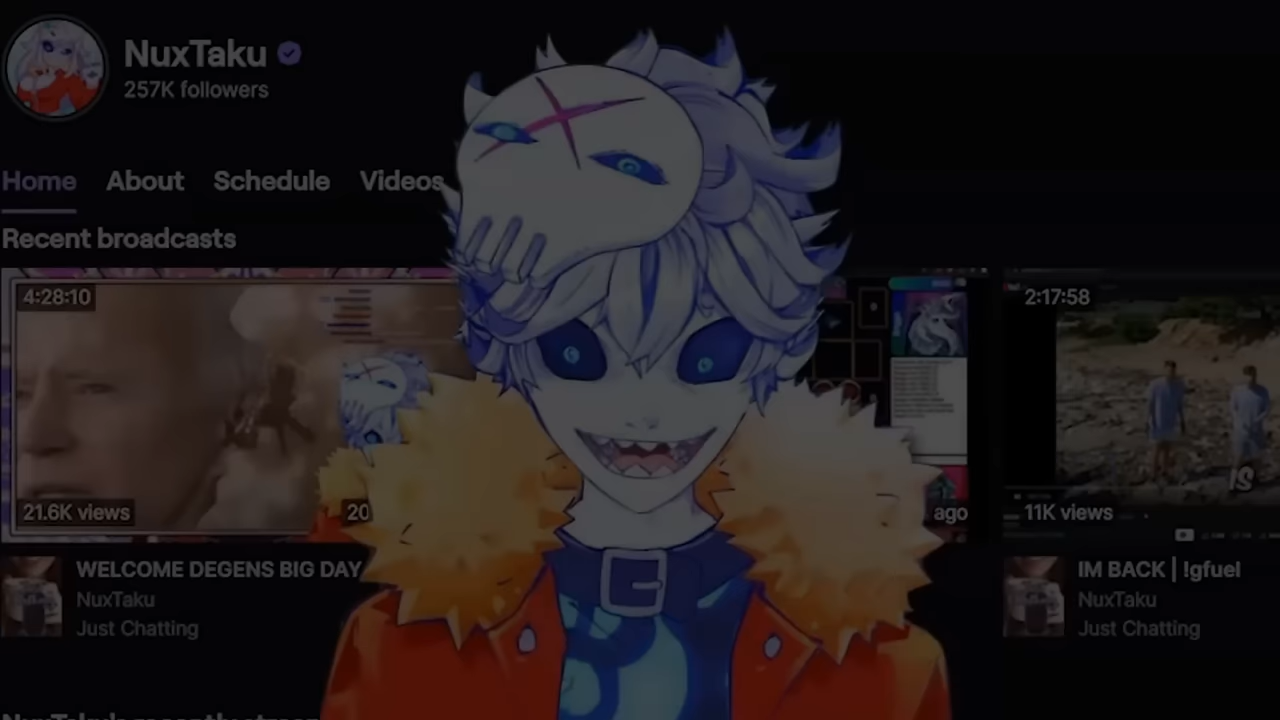 NuxTaku
257K followers
Home About Schedule Videos
Recent broadcasts
4:28:10
2:17:58
IS
21.6K views
20
ago
11K views
WELCOME DEGENS BIG DAY
NuxTaku
Just Chatting
IM BACK | !gfuel
NuxTaku
Just Chatting